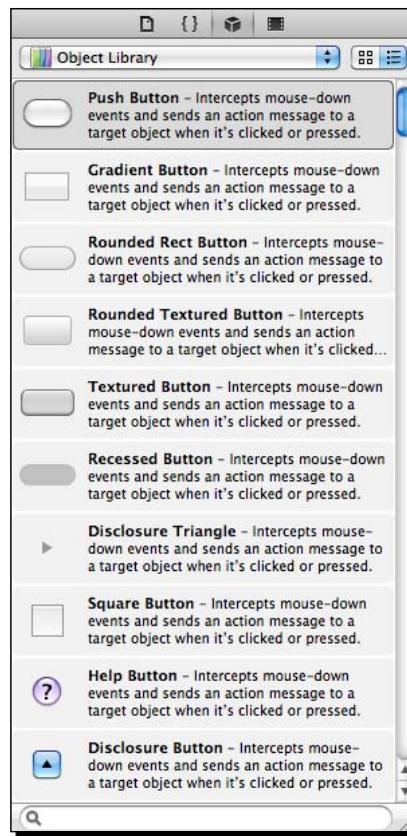 { }
Object Library
Push Button – Intercepts mouse-down
events and sends an action message to a
target object when it's clicked or pressed.
Gradient Button – Intercepts mouse-down
events and sends an action message to a
target object when it's clicked or pressed.
Rounded Rect Button – Intercepts mouse-
down events and sends an action message to
a target object when it's clicked or pressed.
Rounded Textured Button – Intercepts
mouse-down events and sends an action
message to a target object when it's clicked...
Textured Button – Intercepts mouse-down
events and sends an action message to a
target object when it's clicked or pressed.
Recessed Button – Intercepts mouse-down
events and sends an action message to a
target object when it's clicked or pressed.
Disclosure Triangle – Intercepts mouse-
down events and sends an action message to
a target object when it's clicked or pressed.
Square Button – Intercepts mouse-down
events and sends an action message to a
target object when it's clicked or pressed.
?
Help Button – Intercepts mouse-down
events and sends an action message to a
target object when it's clicked or pressed.
Disclosure Button – Intercepts mouse-
down events and sends an action message to
a target object when it's clicked or pressed.